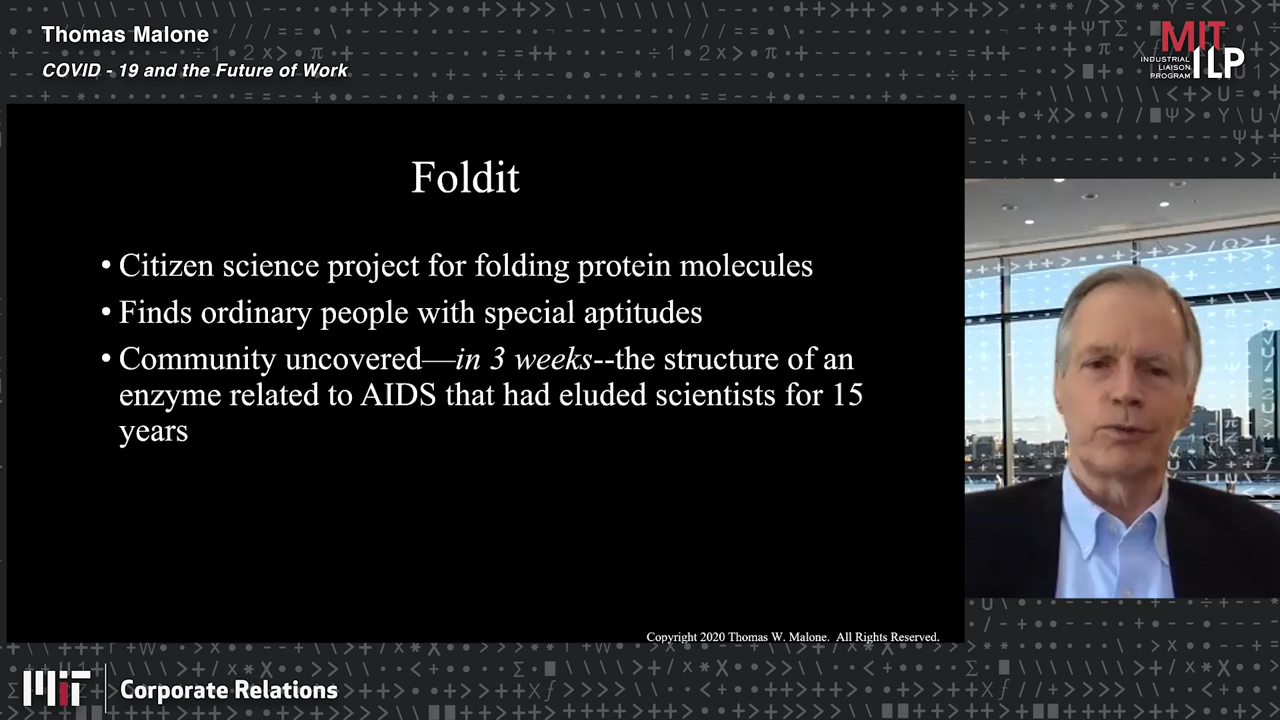 Thomas Malone
COVID - 19 and the Future of Work
MIT
INDUSTRIAL
LIAISON
PROGRAM
ILP
Foldit
• Citizen science project for folding protein molecules
• Finds ordinary people with special aptitudes
• Community uncovered—in 3 weeks--the structure of an
enzyme related to AIDS that had eluded scientists for 15
years
Copyright 2020 Thomas W. Malone. All Rights Reserved.
MIT
Corporate Relations